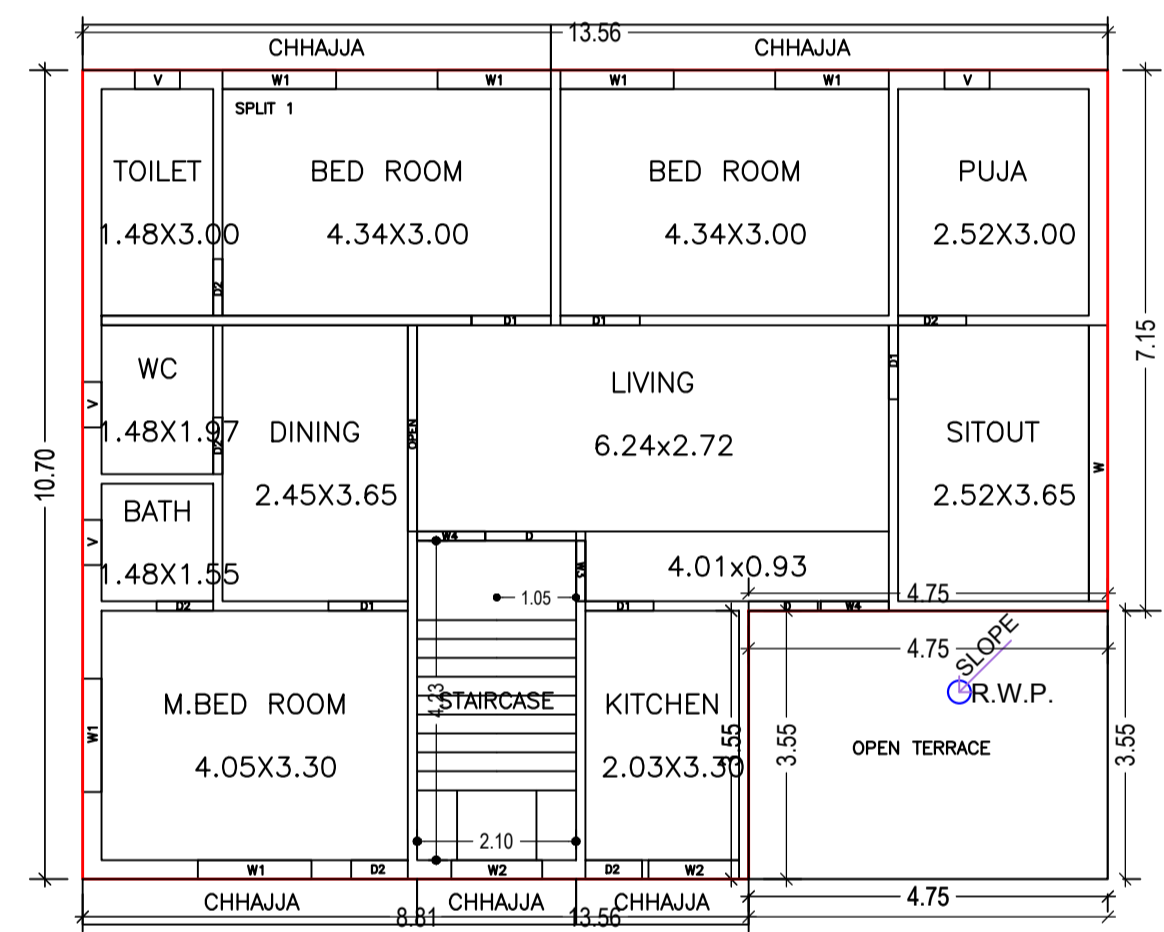 13.56
CHHAJJA CHHAJJA
V W1 W1 W1 W1 V
SPLIT 1
TOILET BED ROOM BED ROOM PUJA
1.48X3.00 4.34X3.00 4.34X3.00 2.52X3.00
D2
D1 D1 D2
7.15
WC LIVING
D1
V
1.48X1.97 DINING OPEN 6.24x2.72 SITOUT
D2
10.70
W
BATH 2.45X3.65 2.52X3.65
V
W4 D
1.48X1.55 W3 4.01x0.93
1.05 4.75
D2 D1 D1 D W4
4.75
SLOPE
R.W.P.
M.BED ROOM 4.23 STAIRCASE KITCHEN
W1
3.55 3.55 OPEN TERRACE 3.55
4.05X3.30 2.03X3.30
2.10
W1 D2 W2 D2 W2
CHHAJJA CHHAJJA CHHAJJA 4.75
8.81 13.56